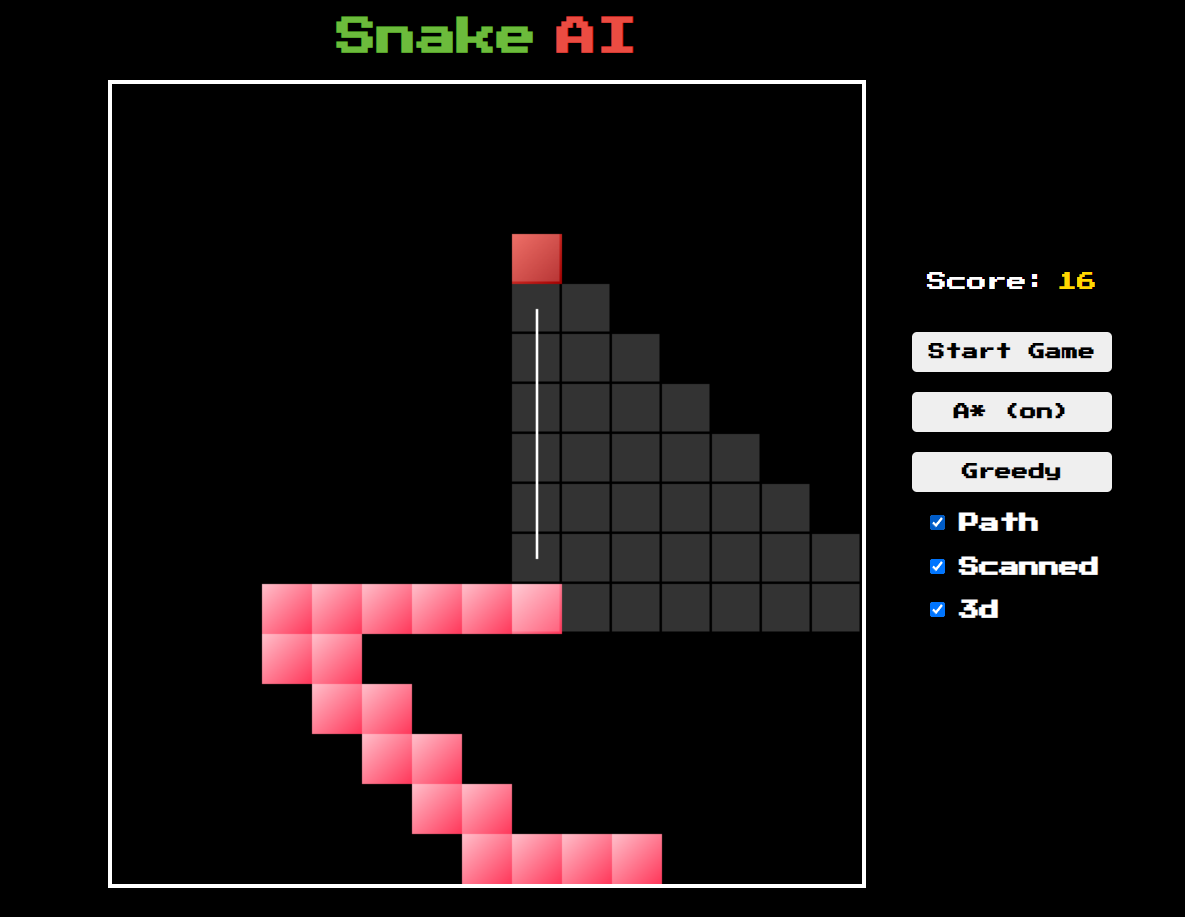 Snake AI
Score: 16
Start Game
A* (on)
Greedy
Path
Scanned
3d